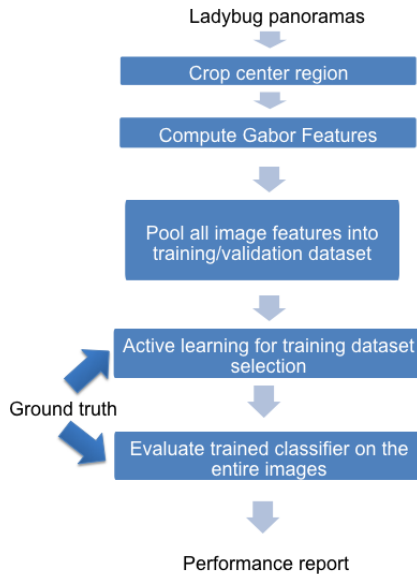 Ladybug panoramas
Crop center region
Compute Gabor Features
Pool all image features into
training/validation dataset
Active learning for training dataset
selection
Ground truth
Evaluate trained classifier on the
entire images
Performance report